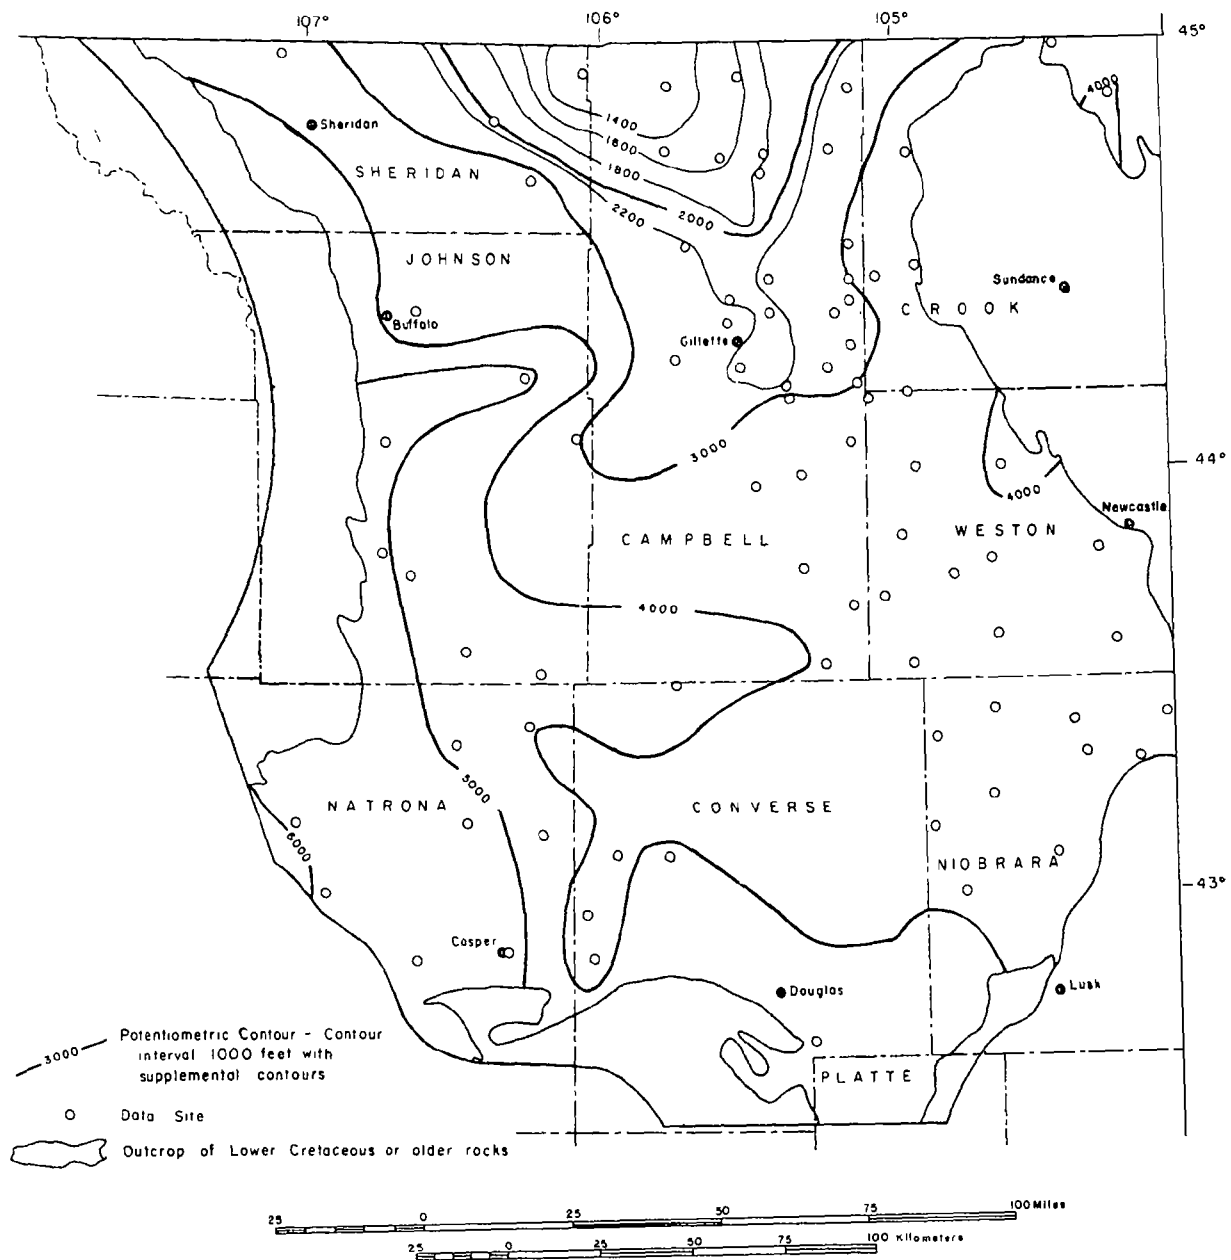 107°
106°
105°
45°
4000
1400
1600
1800
2000
2200
Sheridan
SHERIDAN
JOHNSON
Buffalo
Sundance
CROOK
Gillette
3000
44°
4000
Newcastle
CAMPBELL
WESTON
4000
5000
NATRONA
CONVERSE
6000
NIOBRARA
43°
Casper
Douglas
Lusk
PLATTE
3000
Potentiometric Contour - Contour
interval 1000 feet with
supplemental contours
Data Site
Outcrop of Lower Cretaceous or older rocks
25 0 25 50 75 100 Miles
25 0 25 50 75 100 Kilometers